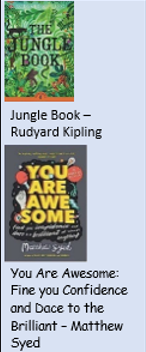 THE
JUNGLE
BOOK
Jungle Book –
Rudyard Kipling
YOU
ARE AWE
SOME
Matthew Syed
You Are Awesome:
Fine you Confidence
and Dace to the
Brilliant – Matthew
Syed